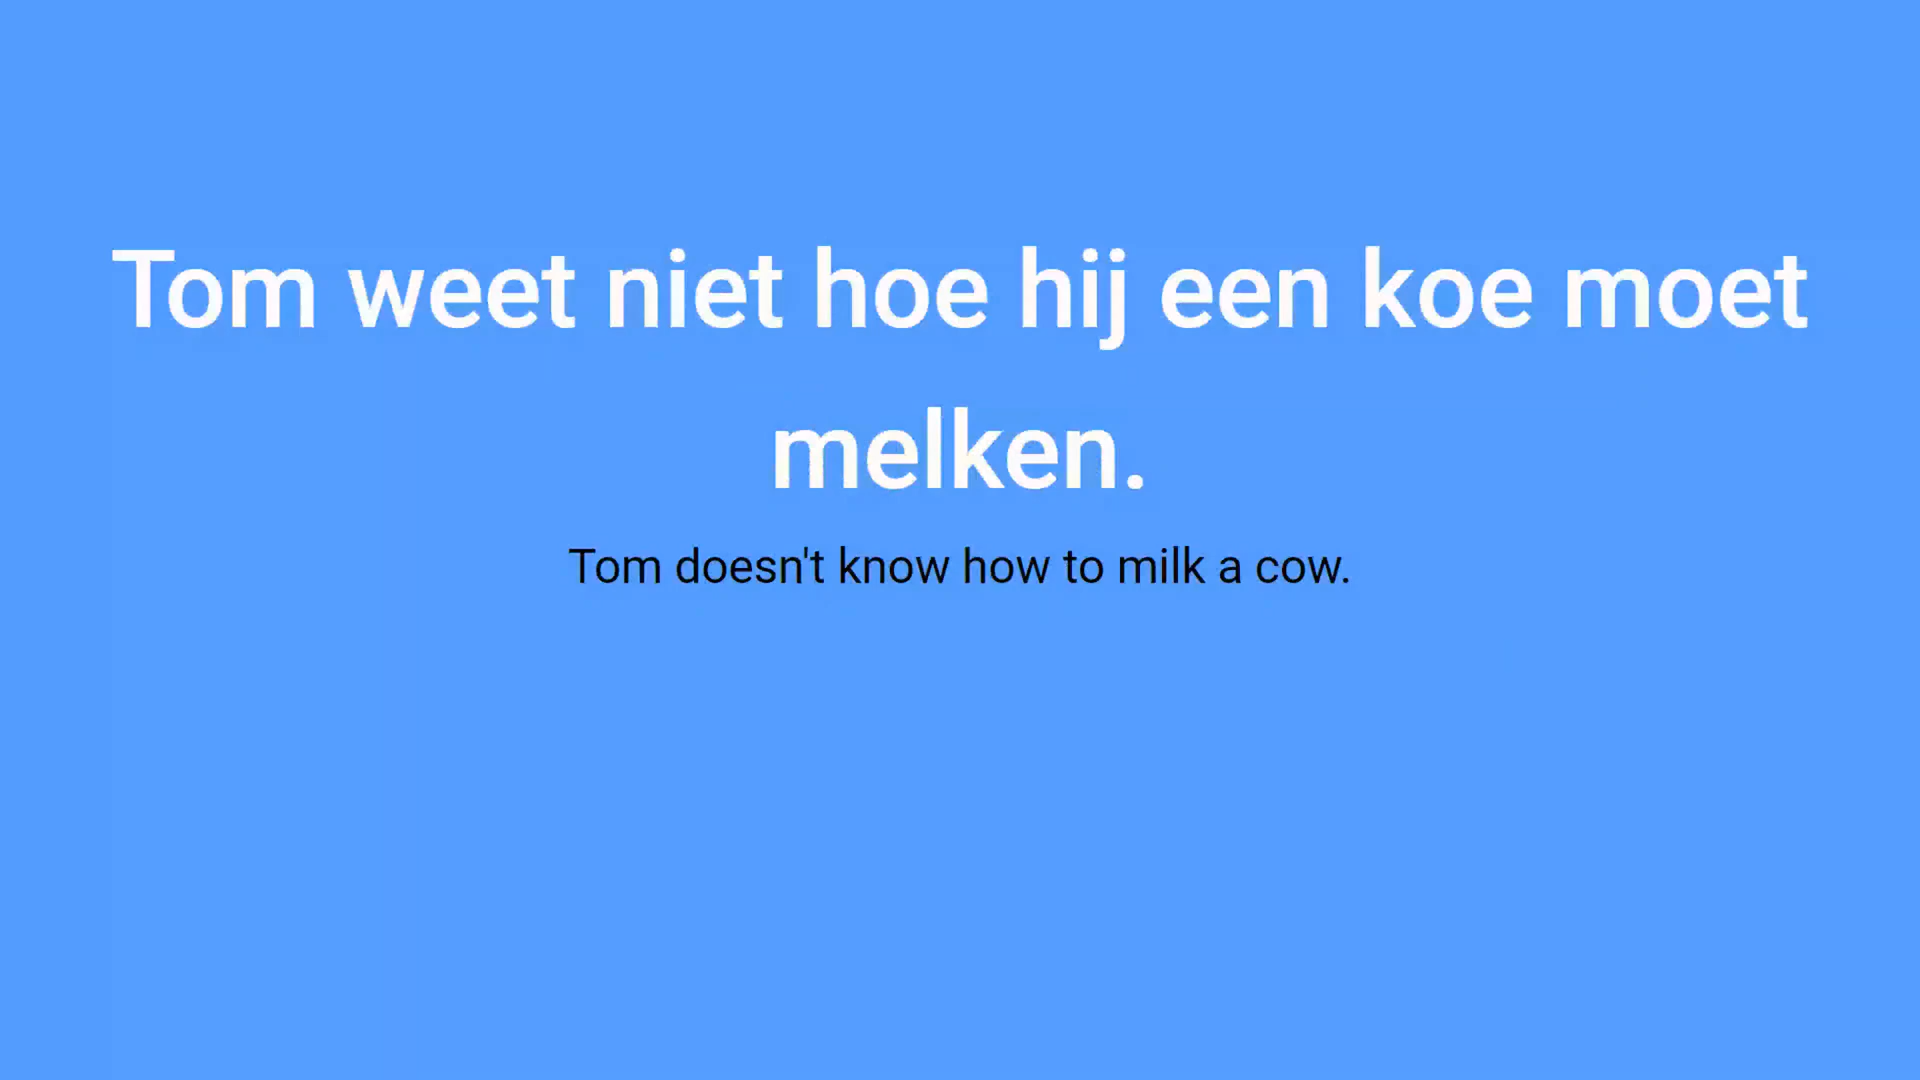 Tom weet niet hoe hij een koe moet
melken.
Tom doesn't know how to milk a cow.